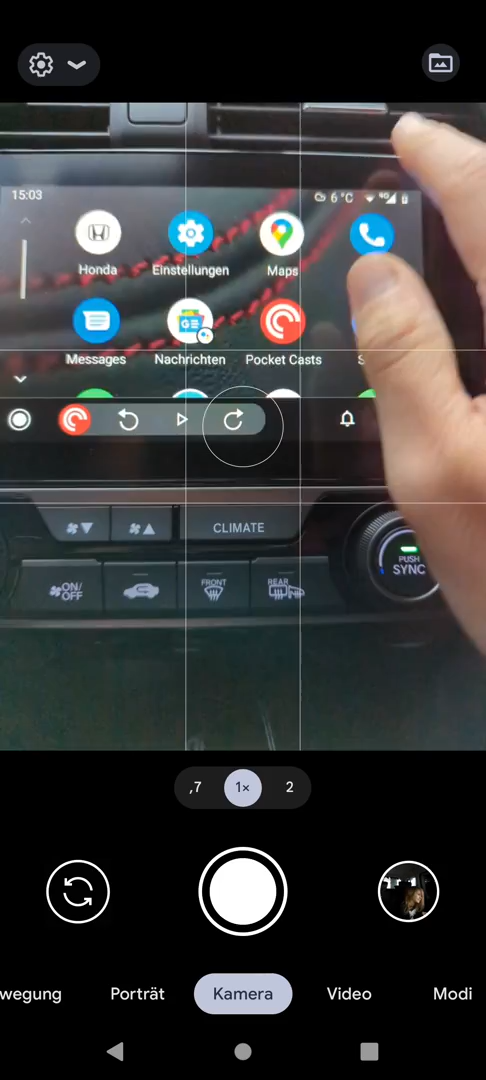 15:03
6 °C
4G
Honda
Einstellungen
Maps
Messages
Nachrichten
Pocket Casts
S
CLIMATE
PUSH
SYNC
ON/
OFF
FRONT
REAR
,7
1×
2
wegung
Porträt
Kamera
Video
Modi